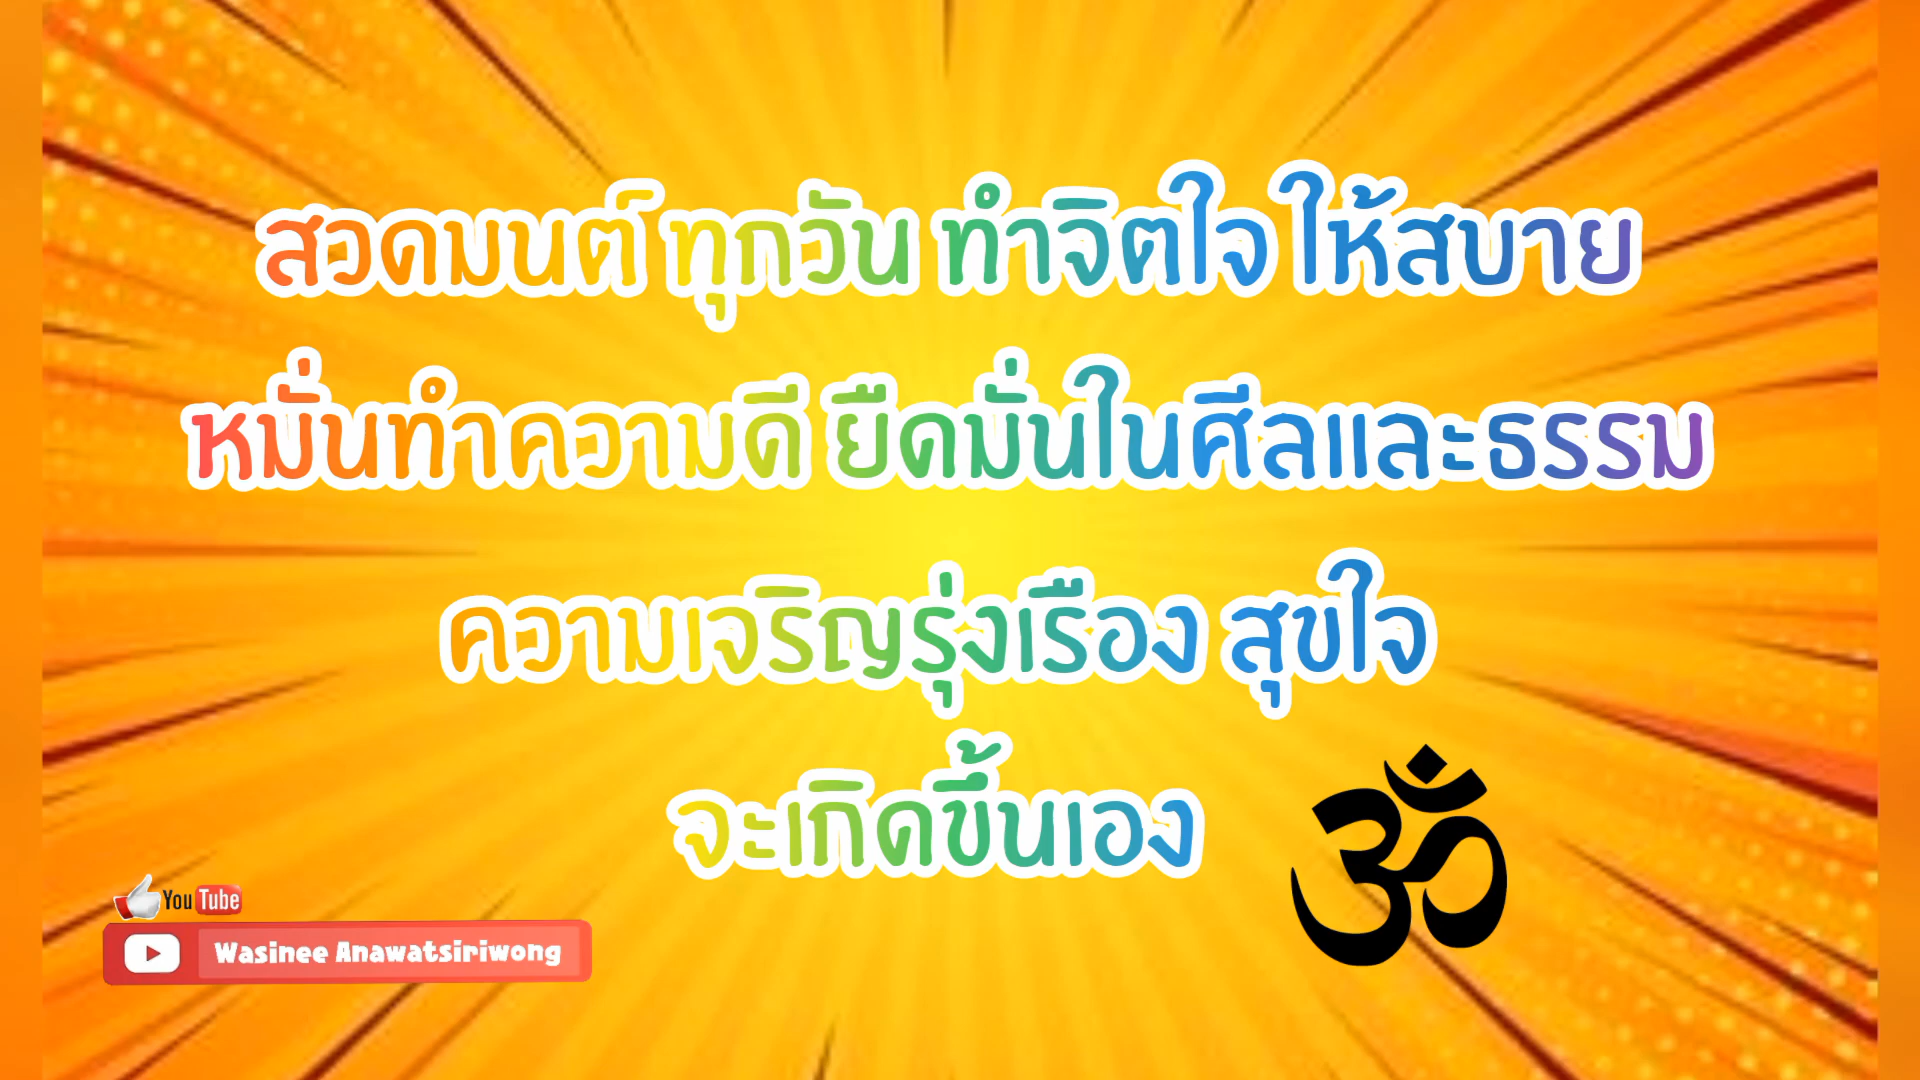 สวดมนต์ ทุกวัน ทำจิตใจ ให้สบาย
หมั่นทำความดี ยึดมั่นในศีลและธรรม
ความเจริญรุ่งเรือง สุขใจ
จะเกิดขึ้นเอง
ॐ
YouTube
Wasinee Anawatsiriwong